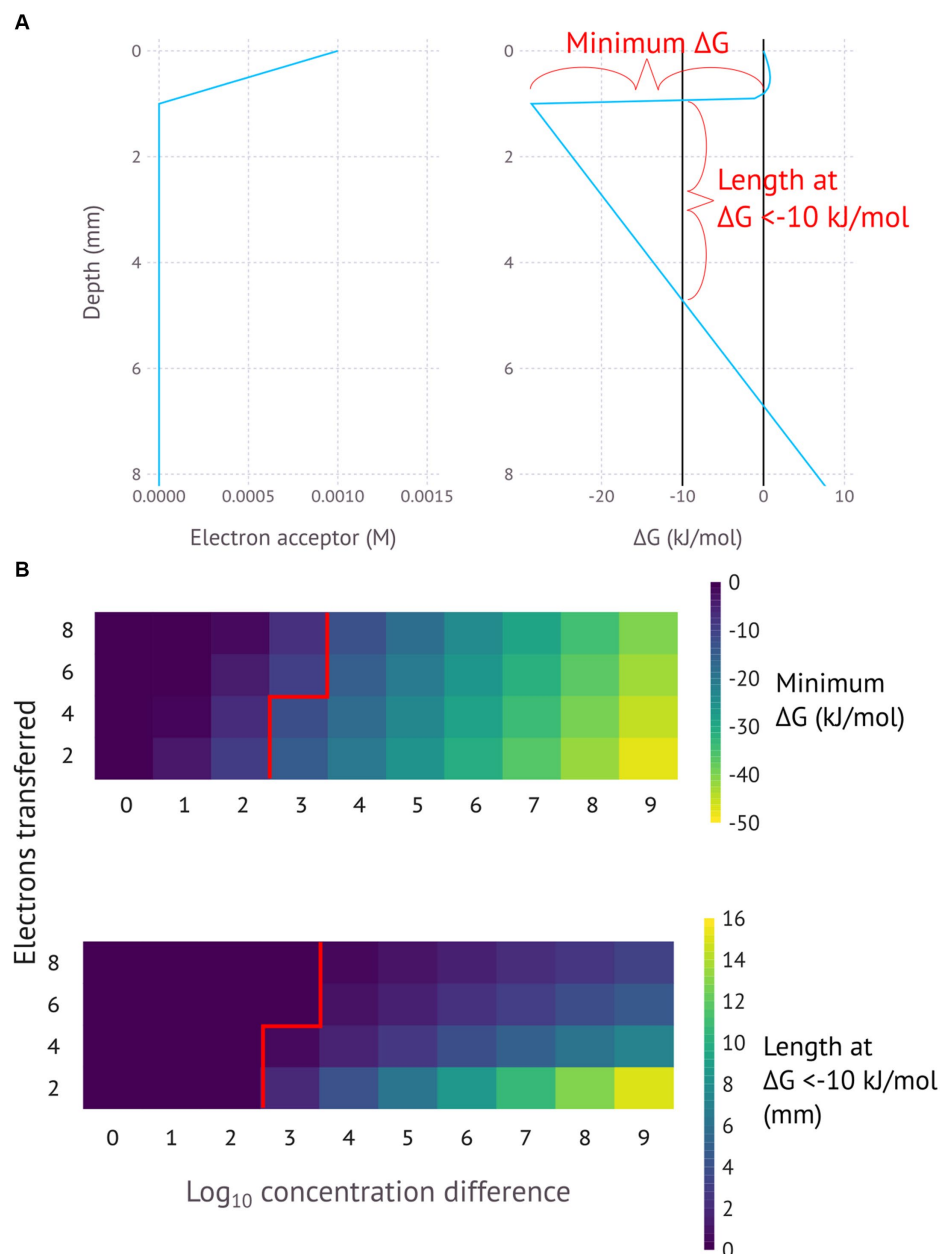 A
0
2
4
6
8
Depth (mm)
0.0000 0.0005 0.0010 0.0015
Electron acceptor (M)
Minimum ΔG
Length at
ΔG <-10 kJ/mol
0
2
4
6
8
-20 -10 0 10
ΔG (kJ/mol)
B
Electrons transferred
8
6
4
2
0 1 2 3 4 5 6 7 8 9
0
-10
-20
-30
-40
-50
Minimum
ΔG (kJ/mol)
8
6
4
2
0 1 2 3 4 5 6 7 8 9
Log10 concentration difference
16
14
12
10
8
6
4
2
0
Length at
ΔG <-10 kJ/mol
(mm)